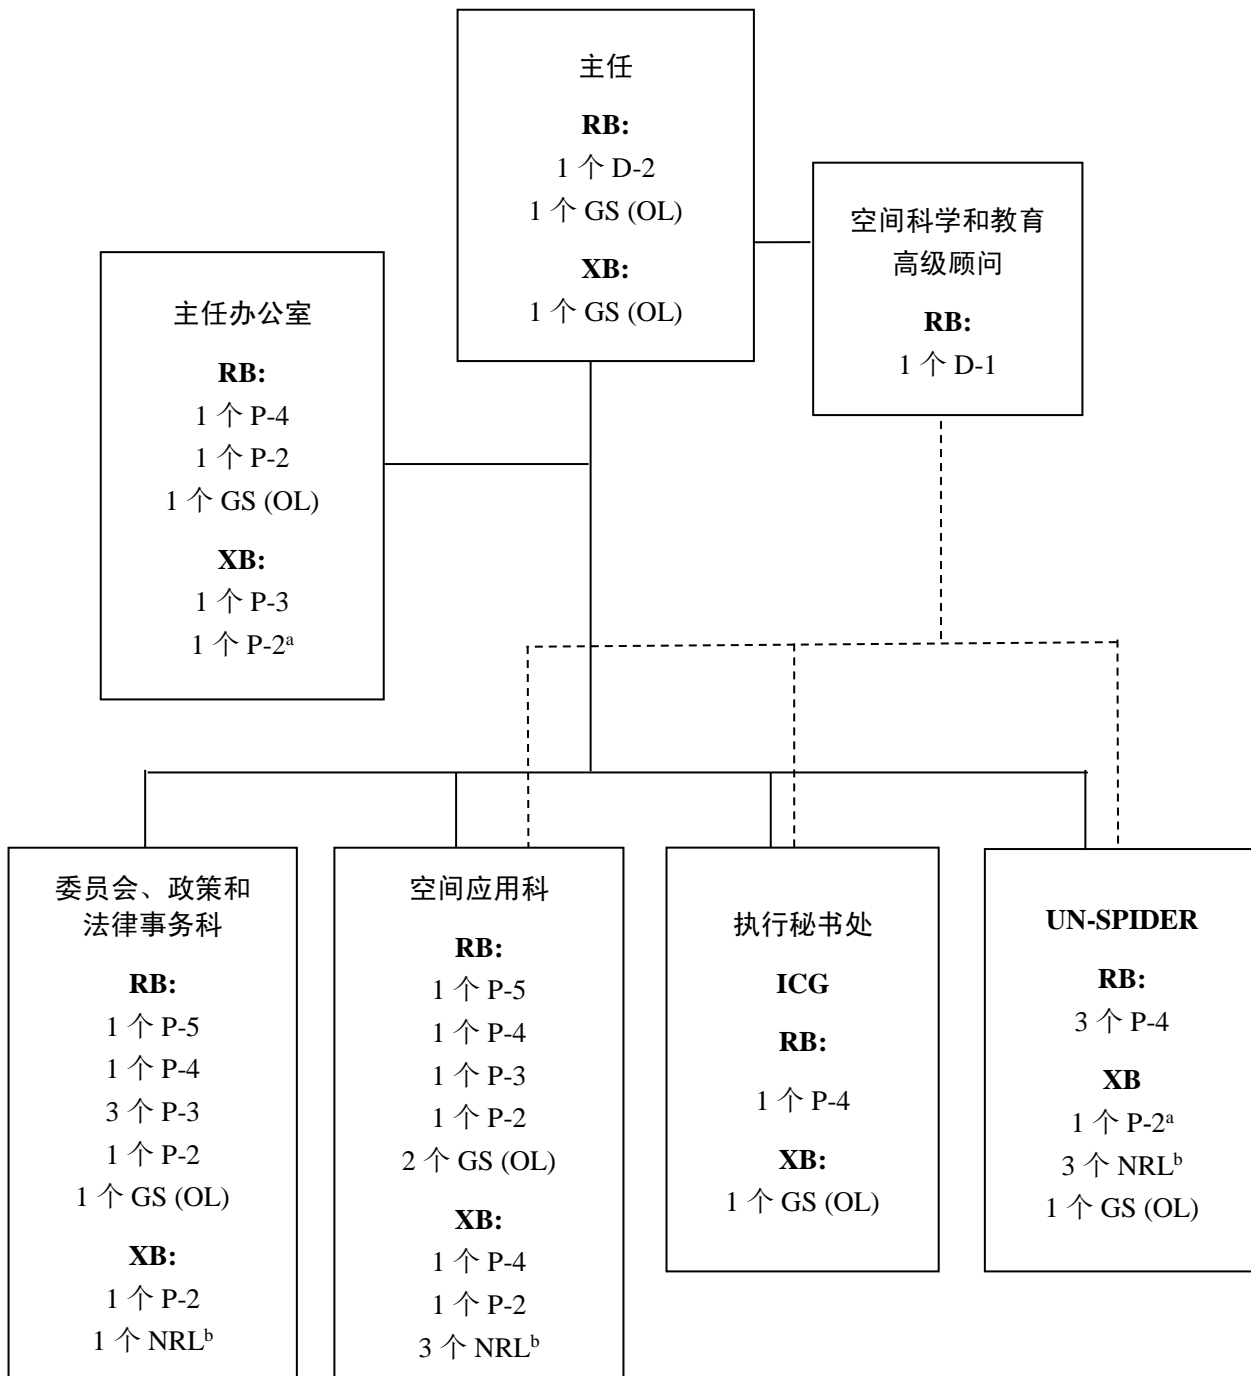 主任
RB:
1 个 D-2
1 个 GS (OL)
XB:
1 个 GS (OL)
空间科学和教育
高级顾问
RB:
1 个 D-1
主任办公室
RB:
1 个 P-4
1 个 P-2
1 个 GS (OL)
XB:
1 个 P-3
1 个 P-2ᵃ
委员会、政策和
法律事务科
RB:
1 个 P-5
1 个 P-4
3 个 P-3
1 个 P-2
1 个 GS (OL)
XB:
1 个 P-2
1 个 NRLᵇ
空间应用科
RB:
1 个 P-5
1 个 P-4
1 个 P-3
1 个 P-2
2 个 GS (OL)
XB:
1 个 P-4
1 个 P-2
3 个 NRLᵇ
执行秘书处
ICG
RB:
1 个 P-4
XB:
1 个 GS (OL)
UN-SPIDER
RB:
3 个 P-4
XB
1 个 P-2ᵃ
3 个 NRLᵇ
1 个 GS (OL)